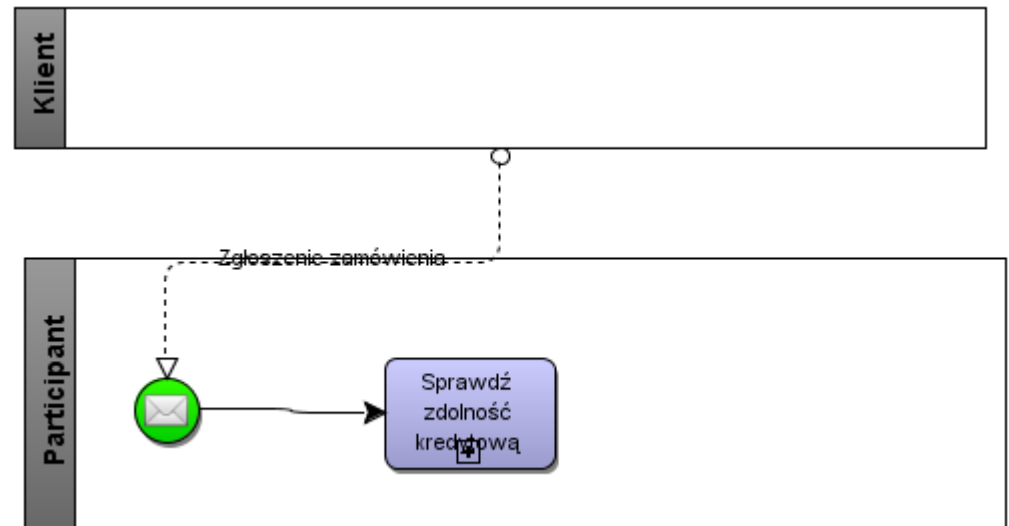 Klient
Zgłoszenie zamówienia
Participant
Sprawdź
zdolność
kredytową